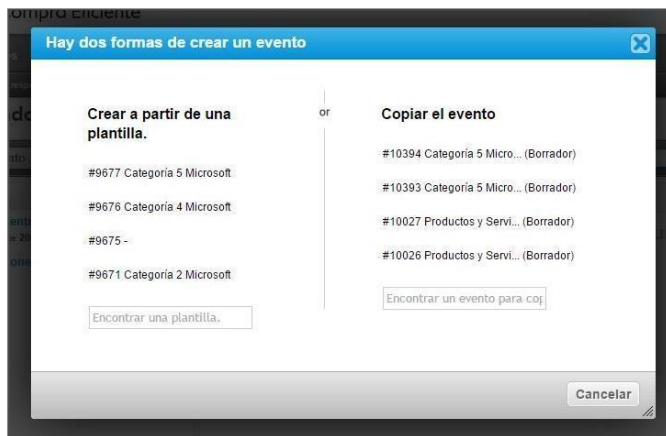 ompra Eficiente
Hay dos formas de crear un evento
Crear a partir de una
plantilla.
#9677 Categoría 5 Microsoft
#9676 Categoría 4 Microsoft
#9675 -
#9671 Categoría 2 Microsoft
Encontrar una plantilla.
or
Copiar el evento
#10394 Categoría 5 Micro... (Borrador)
#10393 Categoría 5 Micro... (Borrador)
#10027 Productos y Servi... (Borrador)
#10026 Productos y Servi... (Borrador)
Encontrar un evento para cop
Cancelar